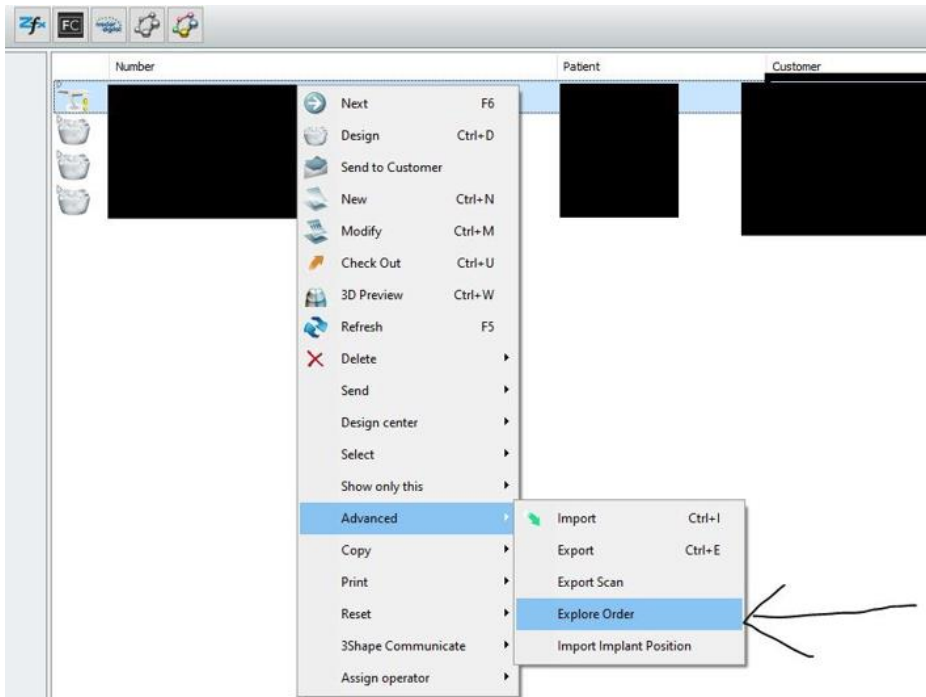 Zfx FC
Number Patient Customer
Next F6
Design Ctrl+D
Send to Customer
New Ctrl+N
Modify Ctrl+M
Check Out Ctrl+U
3D Preview Ctrl+W
Refresh F5
Delete
Send
Design center
Select
Show only this
Advanced
Import Ctrl+I
Copy
Export Ctrl+E
Print
Export Scan
Reset
Explore Order
3Shape Communicate
Import Implant Position
Assign operator